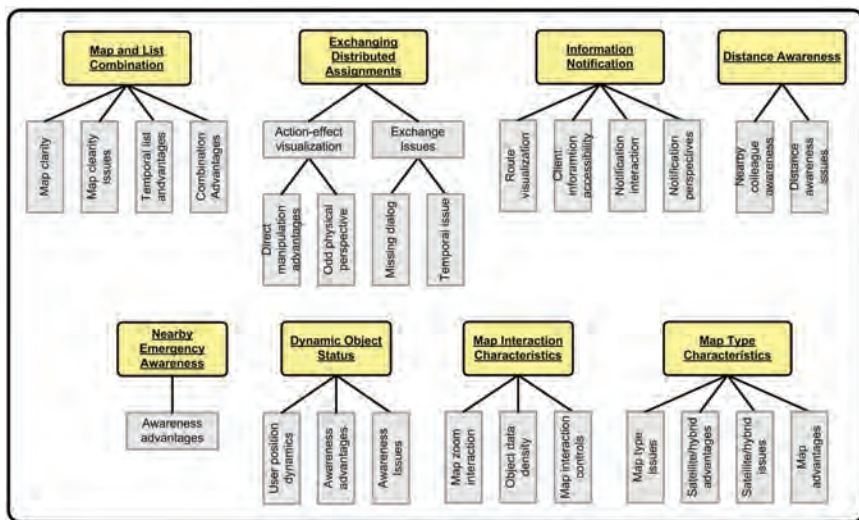 Map and List
Combination
Exchanging
Distributed
Assignments
Information
Notification
Distance Awareness
Map clarity
Map clearity
issues
Temporal list
andvantages
Combination
Advantages
Action-effect
visualization
Exchange
Issues
Direct
manipulation
advantages
Odd physical
perspective
Missing dialog
Temporal issue
Route
visualization
Client
inforamtion
accessibility
Notification
interaction
Notification
perspectives
Nearby
colleague
awareness
Distance
awareness
issues
Nearby
Emergency
Awareness
Dynamic Object
Status
Map Interaction
Characteristics
Map Type
Characteristics
Awareness
advantages
User position
dynamics
Awareness
advantages
Awareness
Issues
Map zoom
interaction
Object data
density
Map interaction
controls
Map type
issues
Satellite/hybrid
advantages
Satellite/hybrid
issues
Map
advantages